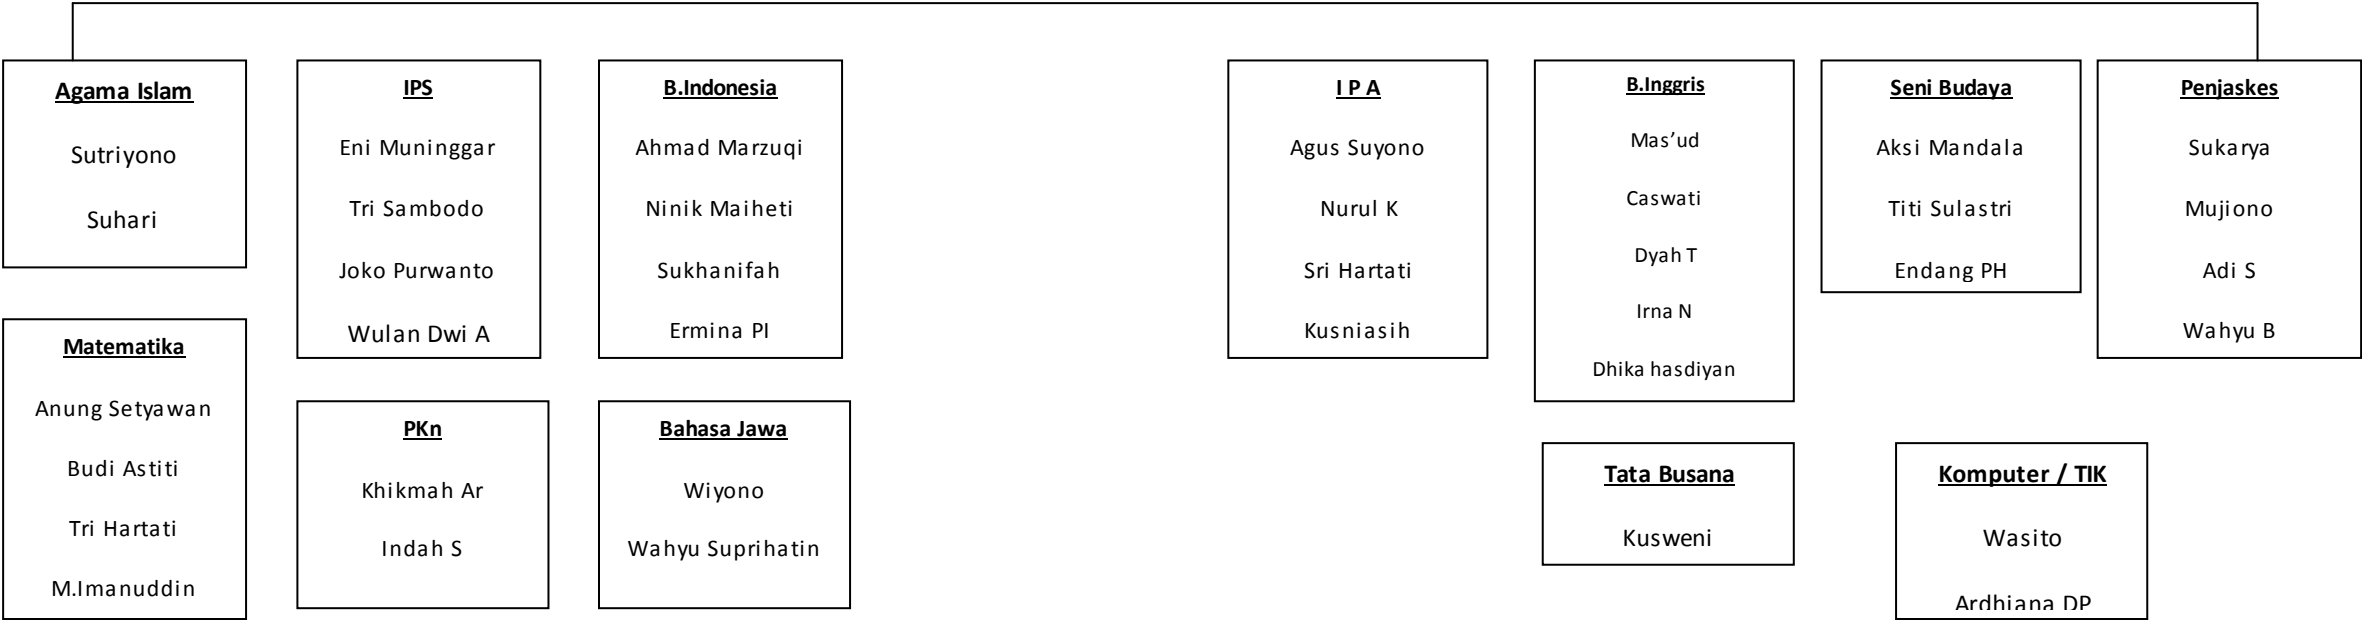 Agama Islam
Sutriyono
Suhari
Matematika
Anung Setyawan
Budi Astiti
Tri Hartati
M.Imanuddin
IPS
Eni Muninggar
Tri Sambodo
Joko Purwanto
Wulan Dwi A
PKn
Khikmah Ar
Indah S
B.Indonesia
Ahmad Marzuqi
Ninik Maiheti
Sukhanifah
Ermina PI
Bahasa Jawa
Wiyono
Wahyu Suprihatin
I P A
Agus Suyono
Nurul K
Sri Hartati
Kusniasih
B.Inggris
Mas’ud
Caswati
Dyah T
Irna N
Dhika hasdiyan
Tata Busana
Kusweni
Seni Budaya
Aksi Mandala
Titi Sulastri
Endang PH
Penjaskes
Sukarya
Mujiono
Adi S
Wahyu B
Komputer / TIK
Wasito
Ardhiana DP